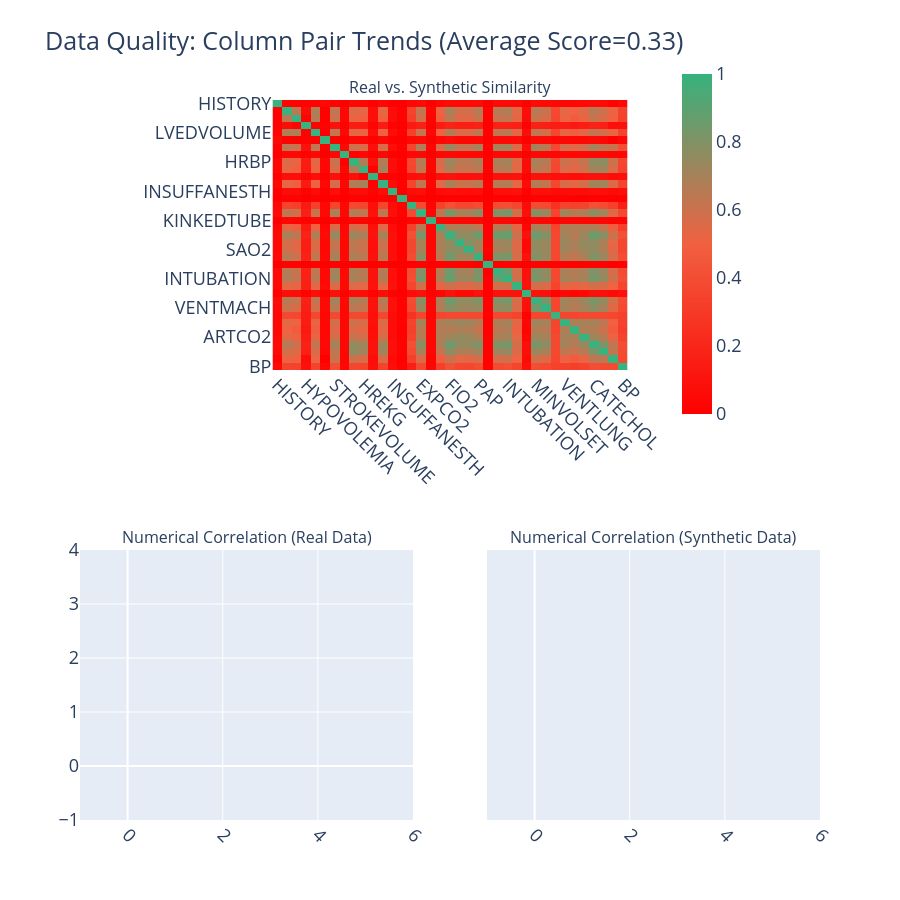 Data Quality: Column Pair Trends (Average Score=0.33)
Real vs. Synthetic Similarity
HISTORY
LVEDVOLUME
HRBP
INSUFFANESTH
KINKEDTUBE
SAO2
INTUBATION
VENTMACH
ARTCO2
BP
HISTORY
HYPOVOLEMIA
STROKEVOLUME
HREKG
INSUFFANESTH
EXPCO2
FIO2
PAP
INTUBATION
MINVOLSET
VENTLUNG
CATECHOL
BP
1
0.8
0.6
0.4
0.2
0
Numerical Correlation (Real Data)
4
3
2
1
0
−1
0
2
4
6
Numerical Correlation (Synthetic Data)
0
2
4
6